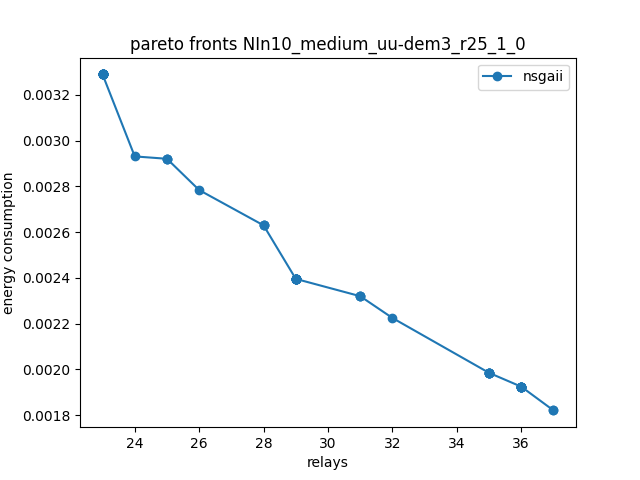 pareto fronts NIn10_medium_uu-dem3_r25_1_0
nsgaii
energy consumption
0.0032
0.0030
0.0028
0.0026
0.0024
0.0022
0.0020
0.0018
24 26 28 30 32 34 36
relays